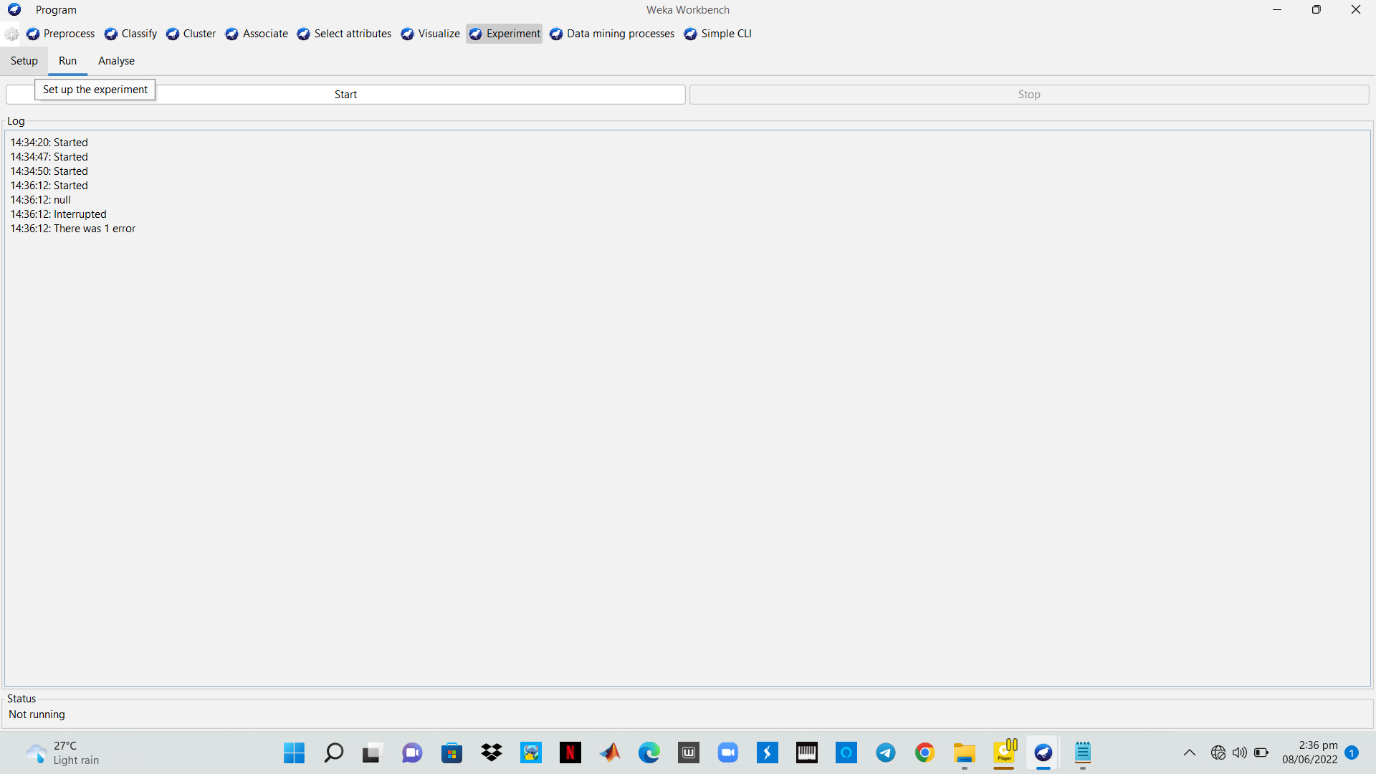 Program
Weka Workbench
Preprocess
Classify
Cluster
Associate
Select attributes
Visualize
Experiment
Data mining processes
Simple CLI
Setup
Run
Analyse
Set up the experiment
Start
Stop
Log
14:34:20: Started
14:34:47: Started
14:34:50: Started
14:36:12: Started
14:36:12: null
14:36:12: Interrupted
14:36:12: There was 1 error
Status
Not running
27°C
Light rain
N
W
Player
2:36 pm
08/06/2022
1